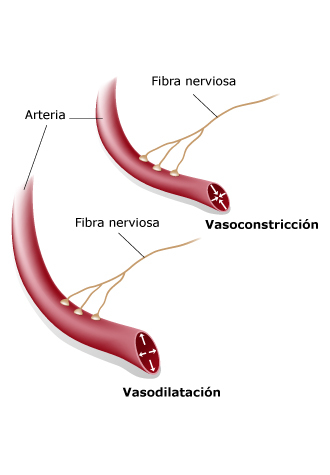 Fibra nerviosa
Arteria
Vasoconstricción
Fibra nerviosa
Vasodilatación